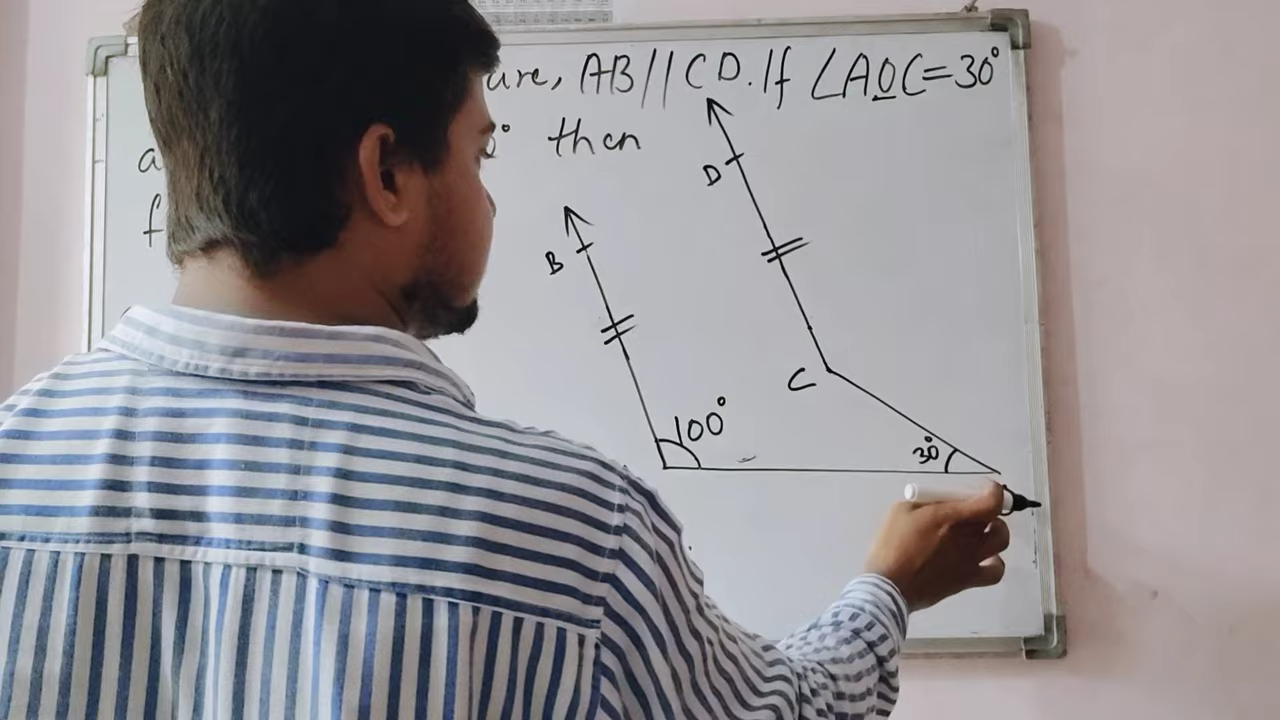 ure, AB//CD. If ∠AOC=30°
a ° then
f
D
B
C
100°
30°